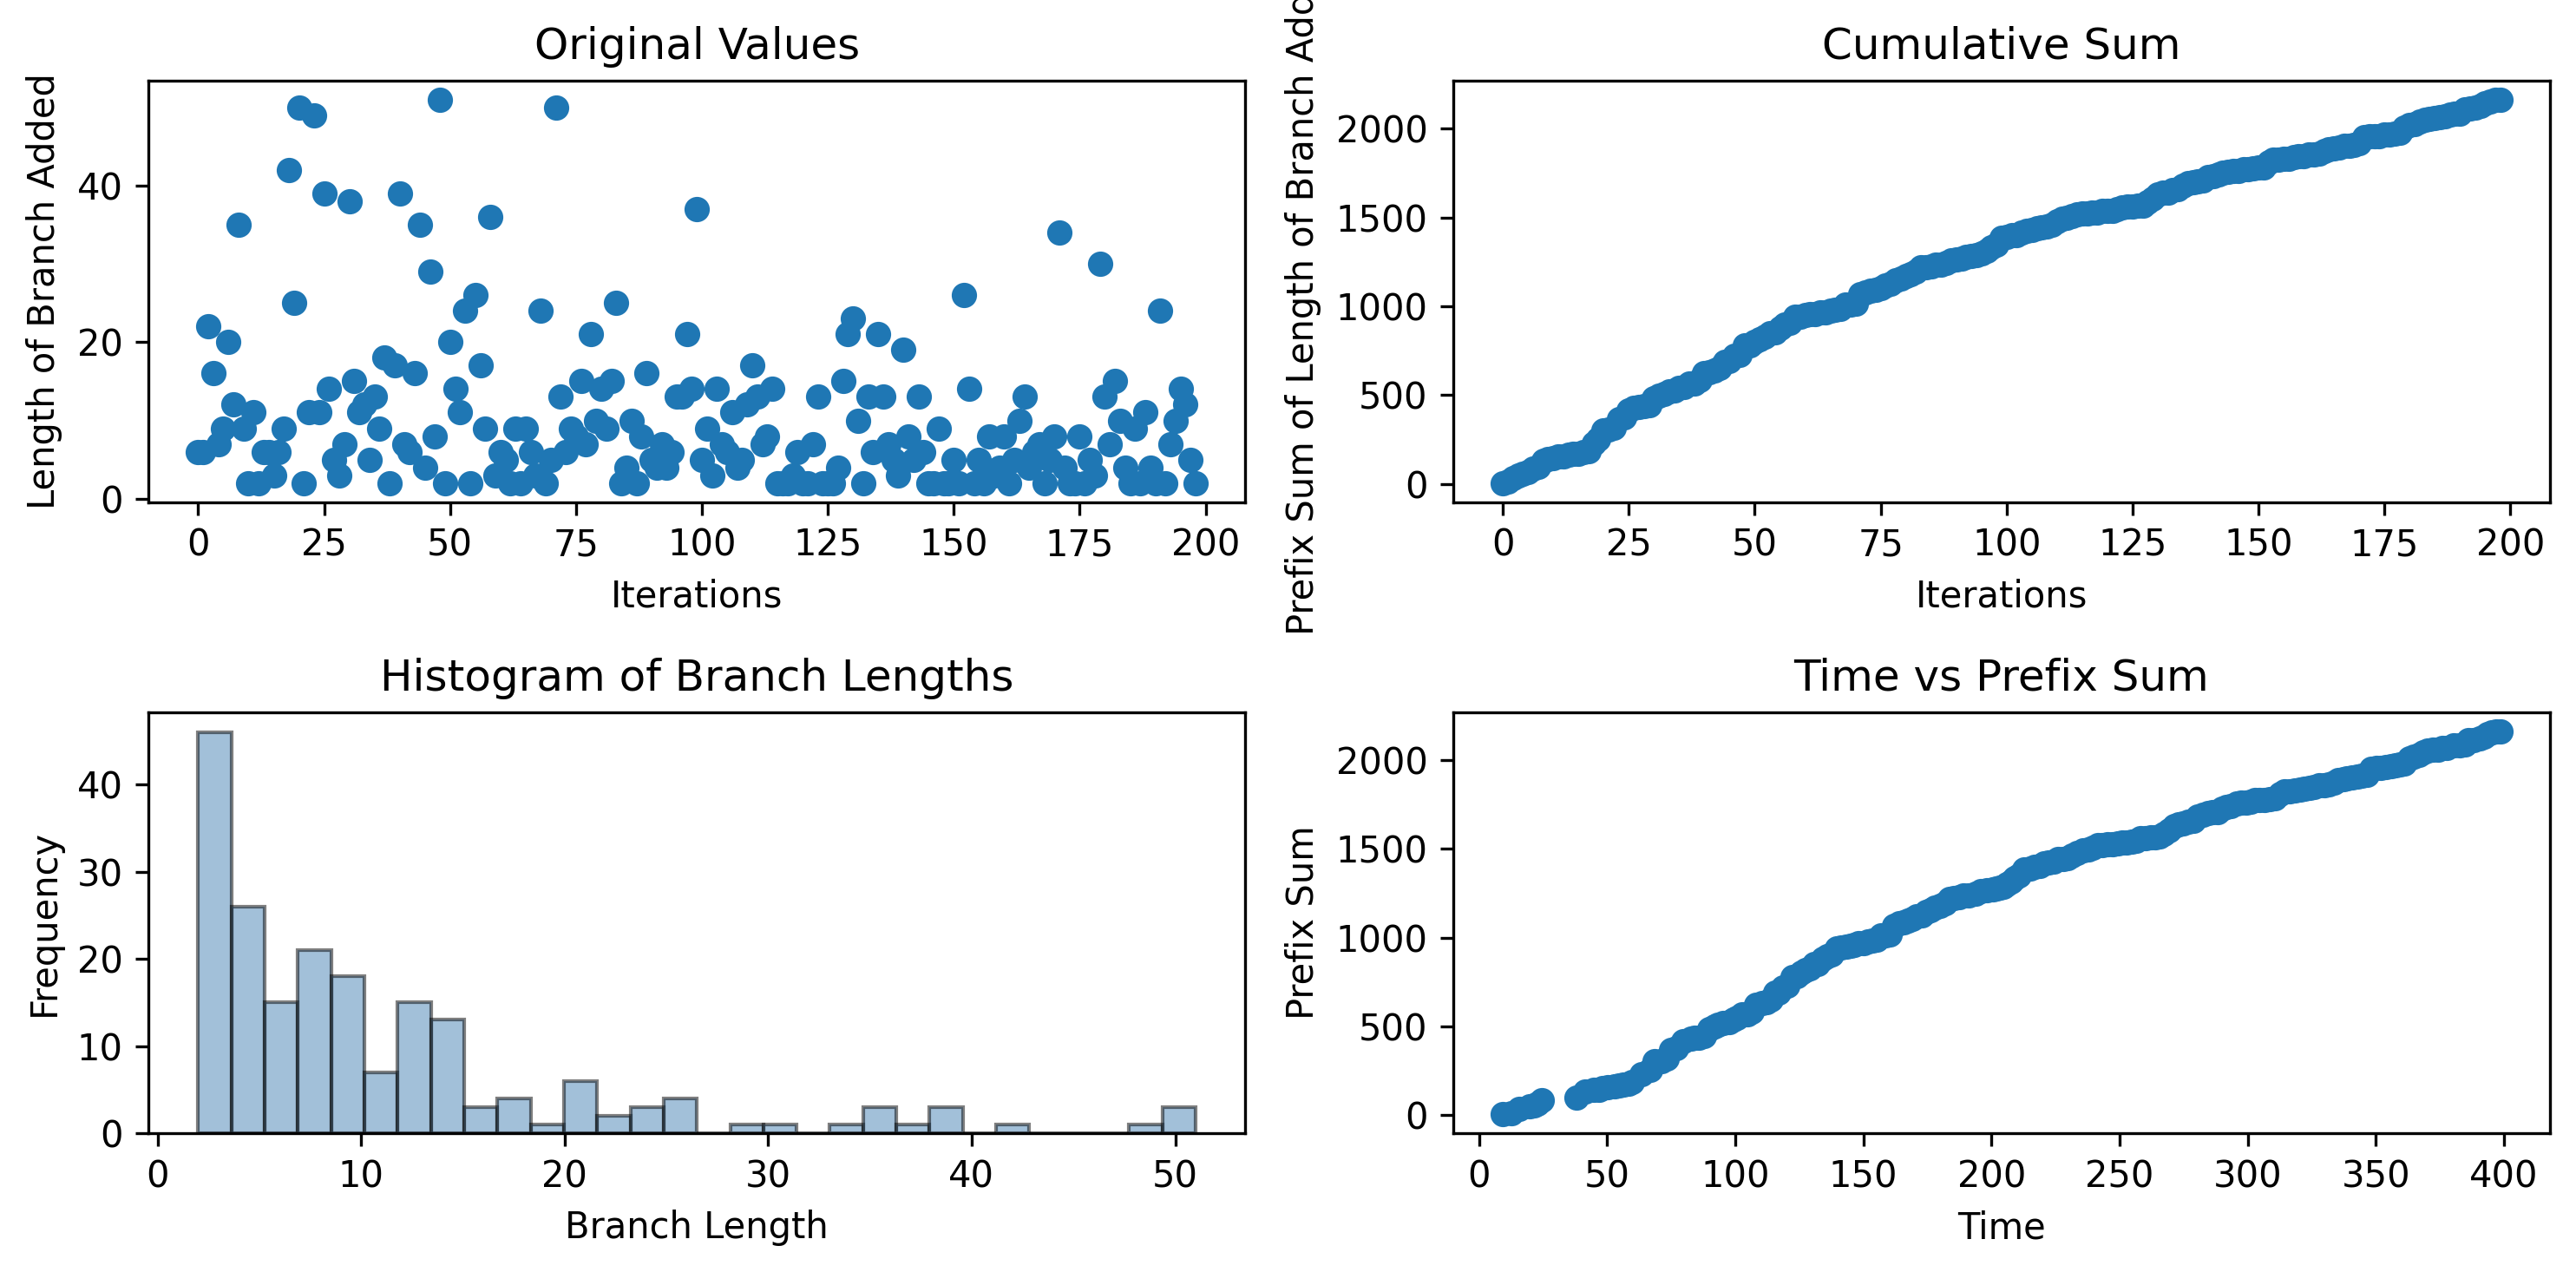 Original Values
Length of Branch Added
40
20
0
0 25 50 75 100 125 150 175 200
Iterations
Cumulative Sum
Prefix Sum of Length of Branch Add
2000
1500
1000
500
0
0 25 50 75 100 125 150 175 200
Iterations
Histogram of Branch Lengths
Frequency
40
30
20
10
0
0 10 20 30 40 50
Branch Length
Time vs Prefix Sum
Prefix Sum
2000
1500
1000
500
0
0 50 100 150 200 250 300 350 400
Time